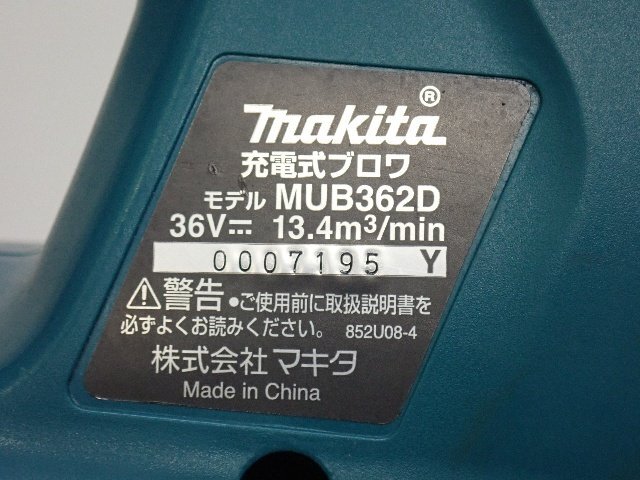 makita®
充電式ブロワ
モデル MUB362D
36V⎓ 13.4m³/min
0007195 Y
⚠警告 •ご使用前に取扱説明書を
必ずよくお読みください。 852U08-4
株式会社 マキタ
Made in China